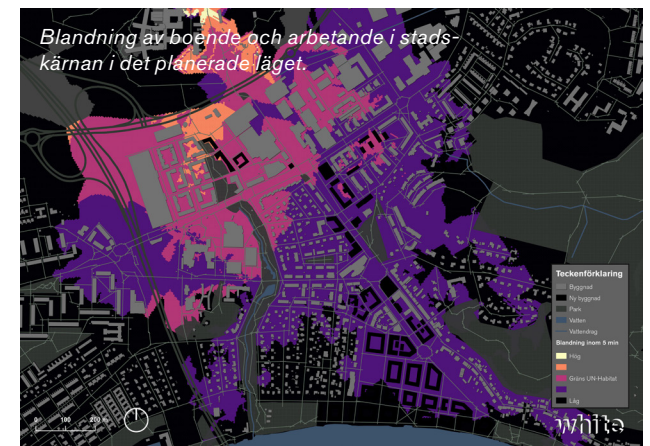 Blandning av boende och arbetande i stads-
kärnan i det planerade läget.
Teckenförklaring
Byggnad
Ny byggnad
Park
Vatten
Vattendrag
Blandning inom 5 min
Hög
Gräns UN-Habitat
Låg
0 100 200 m
white